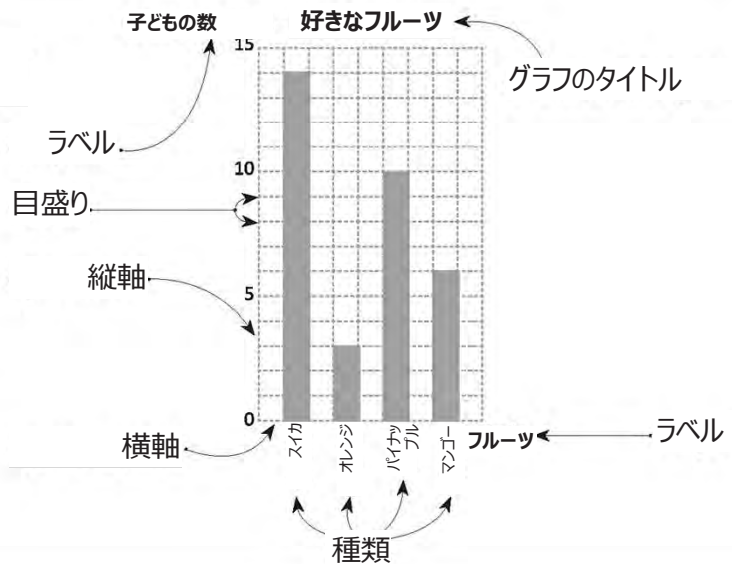 子どもの数
好きなフルーツ
グラフのタイトル
15
ラベル
10
目盛り
縦軸
5
0
横軸
スイカ
オレンジ
パイナッ
プル
マンゴー
フルーツ
ラベル
種類